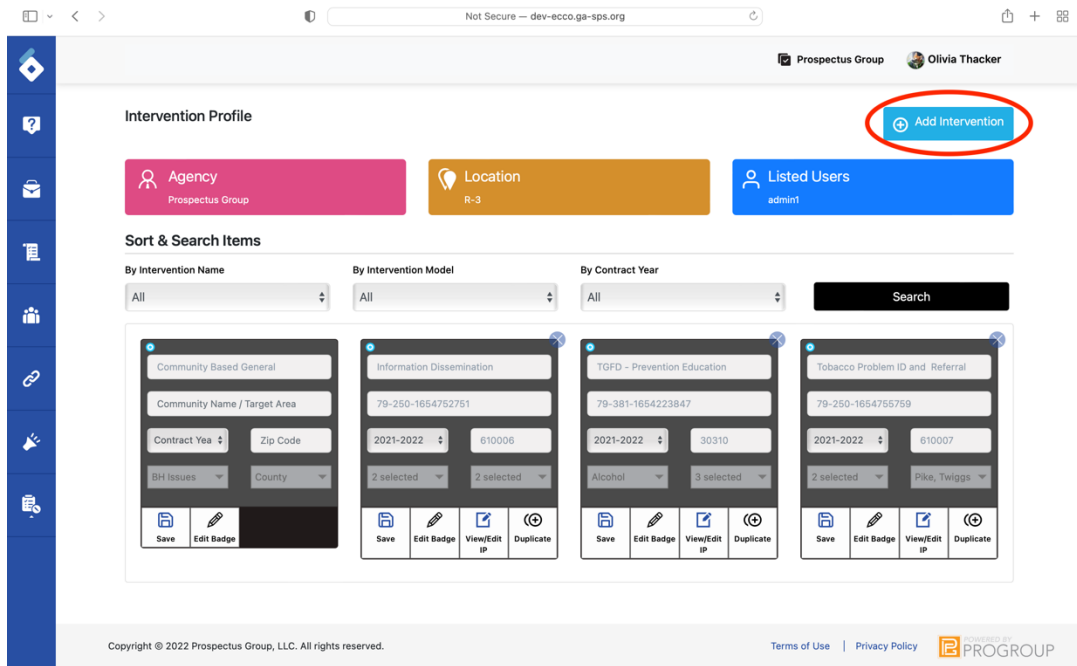 Not Secure — dev-ecco.ga-sps.org
Prospectus Group
Olivia Thacker
Intervention Profile
Add Intervention
Agency
Prospectus Group
Location
R-3
Listed Users
admin1
Sort & Search Items
By Intervention Name
By Intervention Model
By Contract Year
All
All
All
Search
Community Based General
Community Name / Target Area
Contract Yea
Zip Code
BH Issues
County
Save
Edit Badge
Information Dissemination
79-250-1654752751
2021-2022
610006
2 selected
2 selected
Save
Edit Badge
View/Edit
IP
Duplicate
TGFD - Prevention Education
79-381-1654223847
2021-2022
30310
Alcohol
3 selected
Save
Edit Badge
View/Edit
IP
Duplicate
Tobacco Problem ID and Referral
79-250-1654755759
2021-2022
610007
2 selected
Pike, Twiggs
Save
Edit Badge
View/Edit
IP
Duplicate
Copyright © 2022 Prospectus Group, LLC. All rights reserved.
Terms of Use | Privacy Policy
POWERED BY
PROGROUP